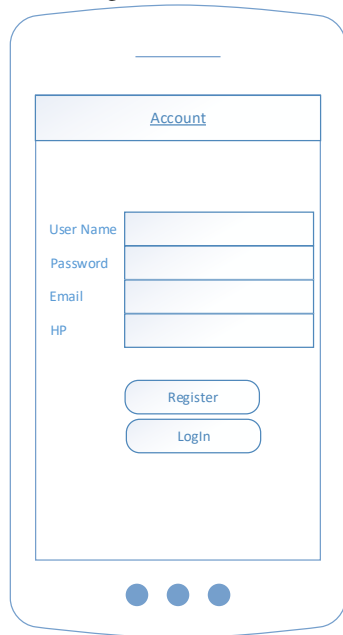 Account
User Name
Password
Email
HP
Register
LogIn